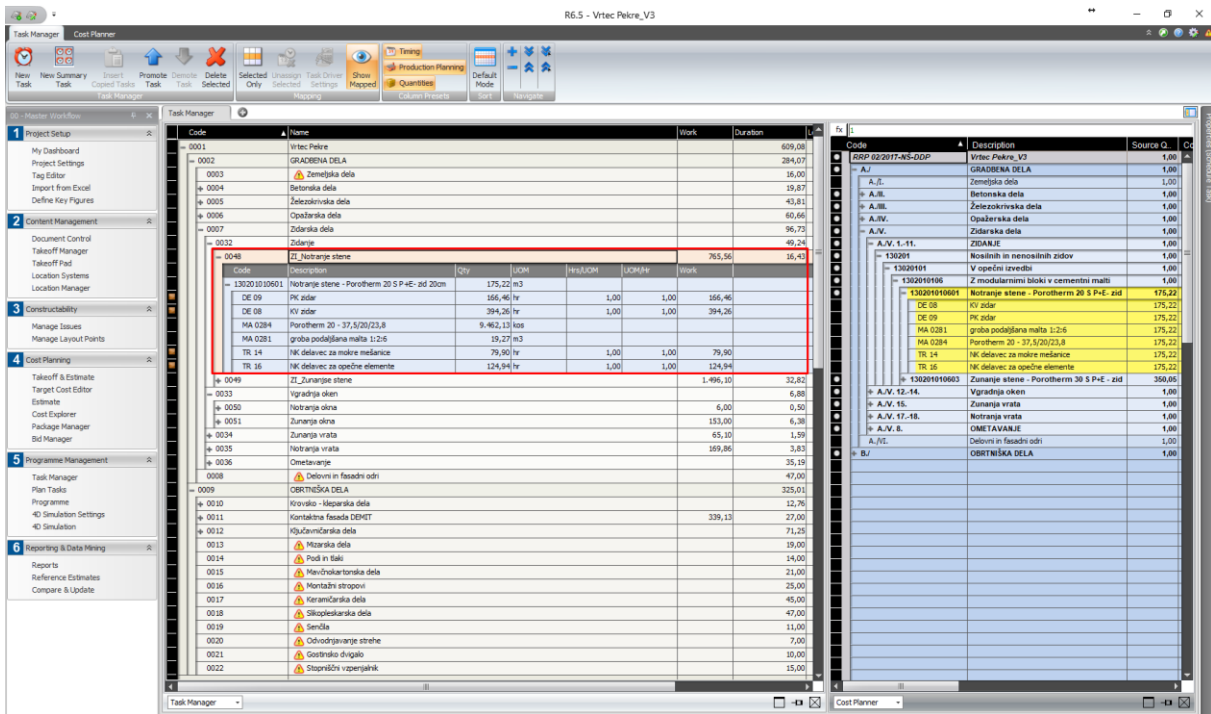 R6.5 - Vrtec Pekre_V3
Task Manager Cost Planner
New Task
New Summary Task
Insert Copied Tasks
Promote Task
Demote Task
Delete Selected
Task Manager
Selected Only
Unassign Selected
Task Driver Settings
Show Mapped
Mapping
Timing
Production Planning
Quantities
Column Presets
Default Mode
Sort
Navigate
00 - Master Workflow
1 Project Setup
My Dashboard
Project Settings
Tag Editor
Import from Excel
Define Key Figures
2 Content Management
Document Control
Takeoff Manager
Takeoff Pad
Location Systems
Location Manager
3 Constructability
Manage Issues
Manage Layout Points
4 Cost Planning
Takeoff & Estimate
Target Cost Editor
Estimate
Cost Explorer
Package Manager
Bid Manager
5 Programme Management
Task Manager
Plan Tasks
Programme
4D Simulation Settings
4D Simulation
6 Reporting & Data Mining
Reports
Reference Estimates
Compare & Update
Task Manager
Code Name Work Duration
0001 Vrtec Pekre 609,08
0002 GRADBENA DELA 284,07
0003 Zemeljska dela 16,00
0004 Betonska dela 19,87
0005 Železokrivska dela 43,81
0006 Opažarska dela 60,66
0007 Zidarska dela 96,73
0032 Zidanje 49,24
0048 ZI_Notranje stene 765,56 16,43
Code Description Qty UOM Hrs/UOM UOM/Hr Work
130201010601 Notranje stene - Porotherm 20 S P+E- zid 20cm 175,22 m3
DE 09 PK zidar 166,46 hr 1,00 1,00 166,46
DE 08 KV zidar 394,26 hr 1,00 1,00 394,26
MA 0284 Porotherm 20 - 37,5/20/23,8 9.462,13 kos
MA 0281 groba podaljšana malta 1:2:6 19,27 m3
TR 14 NK delavec za mokre mešanice 79,90 hr 1,00 1,00 79,90
TR 16 NK delavec za opečne elemente 124,94 hr 1,00 1,00 124,94
0049 ZI_Zunanjse stene 1.496,10 32,82
0033 Vgradnja oken 6,88
0050 Notranja okna 6,00 0,50
0051 Zunanja okna 153,00 6,38
0034 Zunanja vrata 65,10 1,59
0035 Notranja vrata 169,86 3,83
0036 Ometavanje 35,19
0008 Delovni in fasadni odri 47,00
0009 OBRTNIŠKA DELA 325,01
0010 Krovsko - kleparska dela 12,76
0011 Kontaktna fasada DEMIT 339,13 27,00
0012 Ključavničarska dela 71,25
0013 Mizarska dela 19,00
0014 Podi in tlaki 14,00
0015 Mavčnokartonska dela 21,00
0016 Montažni stropovi 25,00
0017 Keramičarska dela 45,00
0018 Slikopleskarska dela 47,00
0019 Senčila 11,00
0020 Odvodnjavanje strehe 7,00
0021 Gostinsko dvigalo 10,00
0022 Stopniščni vzpenjalnik 15,00
Task Manager
fx 1
Code Description Source Q.. Co
RRP 02/2017-NŠ-DDP Vrtec Pekre_V3 1,00
A./ GRADBENA DELA 1,00
A./I. Zemeljska dela 1,00
A./II. Betonska dela 1,00
A./III. Železokrivska dela 1,00
A./IV. Opažerska dela 1,00
A./V. Zidarska dela 1,00
A./V. 1.-11. ZIDANJE 1,00
130201 Nosilnih in nenosilnih zidov 1,00
13020101 V opečni izvedbi 1,00
1302010106 Z modularnimi bloki v cementni malti 1,00
130201010601 Notranje stene - Porotherm 20 S P+E- zid 175,22
DE 08 KV zidar 175,22
DE 09 PK zidar 175,22
MA 0284 Porotherm 20 - 37,5/20/23,8 175,22
MA 0281 groba podaljšana malta 1:2:6 175,22
TR 14 NK delavec za mokre mešanice 175,22
TR 16 NK delavec za opečne elemente 175,22
130201010603 Zunanje stene - Porotherm 30 S P+E - zid 350,05
A./V. 12.-14. Vgradnja oken 1,00
A./V. 15. Zunanja vrata 1,00
A./V. 17.-18. Notranja vrata 1,00
A./V. 8. OMETAVANJE 1,00
A./VI. Delovni in fasadni odri 1,00
B./ OBRTNIŠKA DELA 1,00
Cost Planner